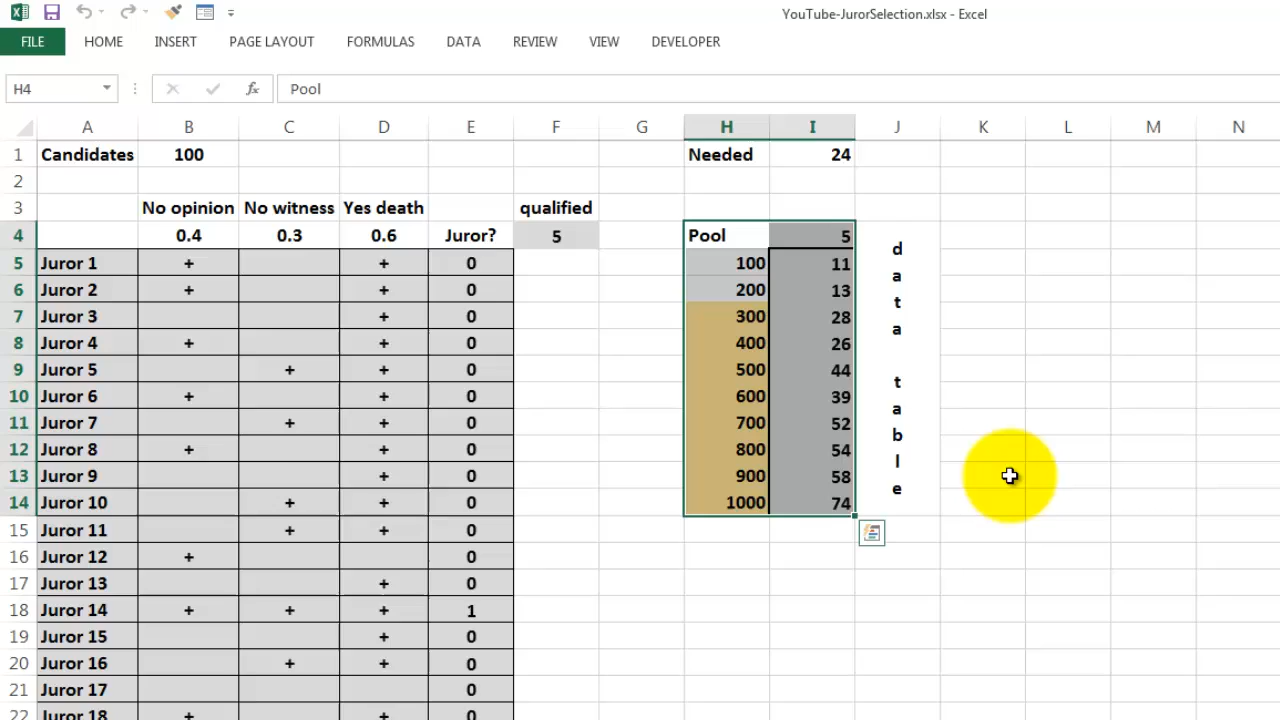 YouTube-JurorSelection.xlsx - Excel
FILE HOME INSERT PAGE LAYOUT FORMULAS DATA REVIEW VIEW DEVELOPER
H4 fx Pool
A B C D E F G H I J K L M N
1 Candidates 100 Needed 24
2
3 No opinion No witness Yes death qualified
4 0.4 0.3 0.6 Juror? 5 Pool 5
5 Juror 1 + + 0 100 11 d
6 Juror 2 + + 0 200 13 a
7 Juror 3 + 0 300 28 t
8 Juror 4 + + 0 400 26 a
9 Juror 5 + + 0 500 44
10 Juror 6 + + 0 600 39 t
11 Juror 7 + + 0 700 52 a
12 Juror 8 + + 0 800 54 b
13 Juror 9 + 0 900 58 l
14 Juror 10 + + 0 1000 74 e
15 Juror 11 + + 0
16 Juror 12 + 0
17 Juror 13 + 0
18 Juror 14 + + + 1
19 Juror 15 + 0
20 Juror 16 + + 0
21 Juror 17 0
22 Juror 18 + + 0